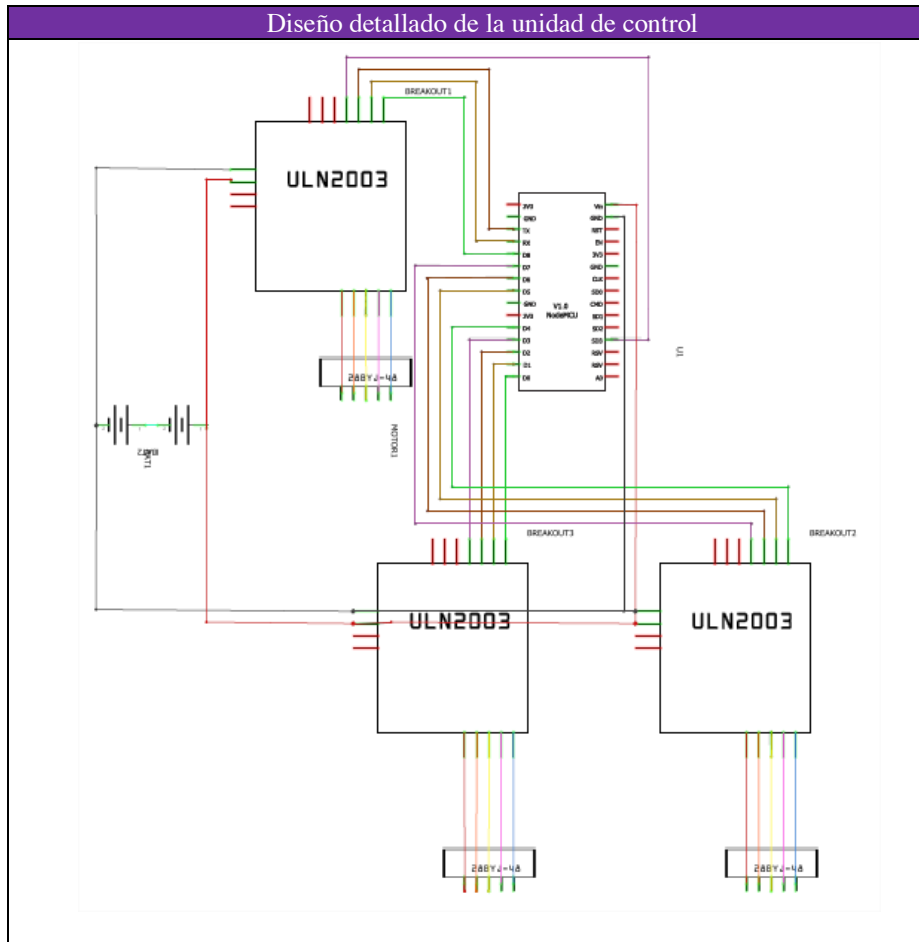 Diseño detallado de la unidad de control
BREAKOUT1
ULN2003
3V3
GND
TX
RX
D8
D7
D6
D5
GND
3V3
D4
D3
D2
D1
D0
V1.0
NodeMCU
Vin
GND
RST
EN
3V3
GND
CLK
SD0
CMD
SD1
SD2
SD3
RSV
RSV
A0
U1
28BYJ-48
MOTOR1
BREAKOUT3
BREAKOUT2
ULN2003
ULN2003
28BYJ-48
28BYJ-48